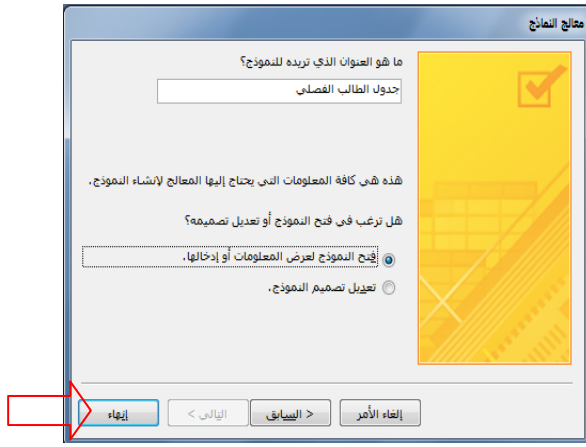 معالج النماذج
ما هو العنوان الذي تريده للنموذج؟
جدول الطالب الفصلي
هذه هي كافة المعلومات التي يحتاج إليها المعالج لإنشاء النموذج.
هل ترغب في فتح النموذج أو تعديل تصميمه؟
فتح النموذج لعرض المعلومات أو إدخالها.
تعديل تصميم النموذج.
إلغاء الأمر
< السابق
التالي >
إنهاء